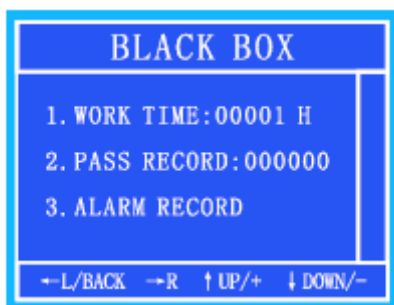 BLACK BOX
1. WORK TIME:00001 H
2. PASS RECORD:000000
3. ALARM RECORD
←L/BACK →R ↑UP/+ ↓DOWN/-